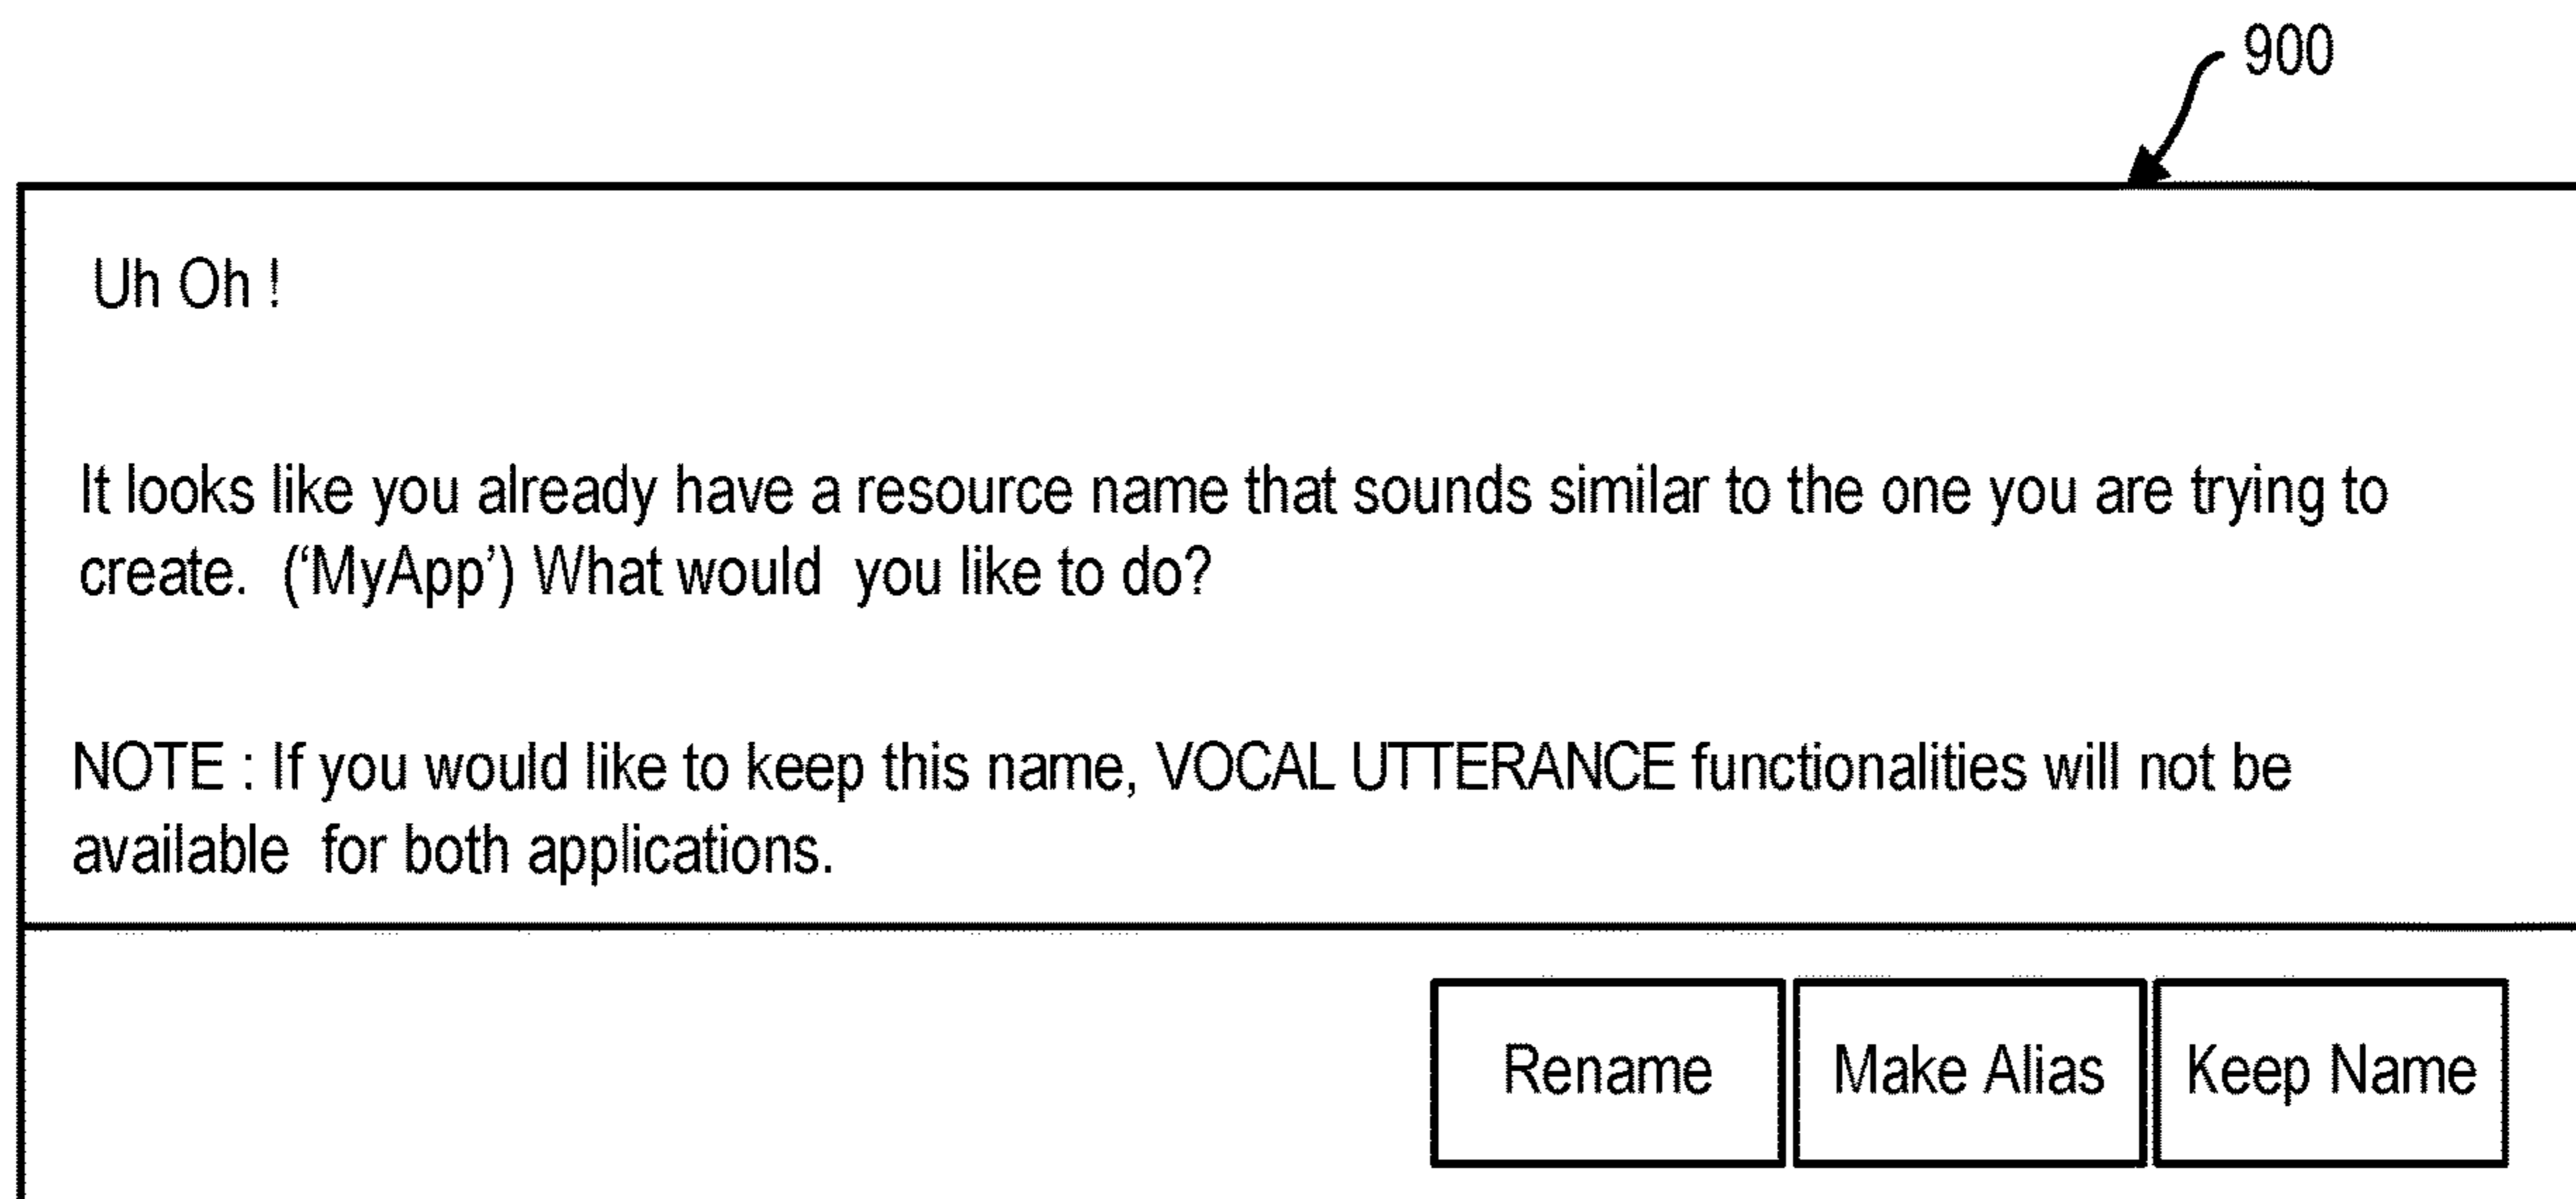 900
Uh Oh !
It looks like you already have a resource name that sounds similar to the one you are trying to
create.  ('MyApp') What would  you like to do?
NOTE : If you would like to keep this name, VOCAL UTTERANCE functionalities will not be
available  for both applications.
Rename
Make Alias
Keep Name